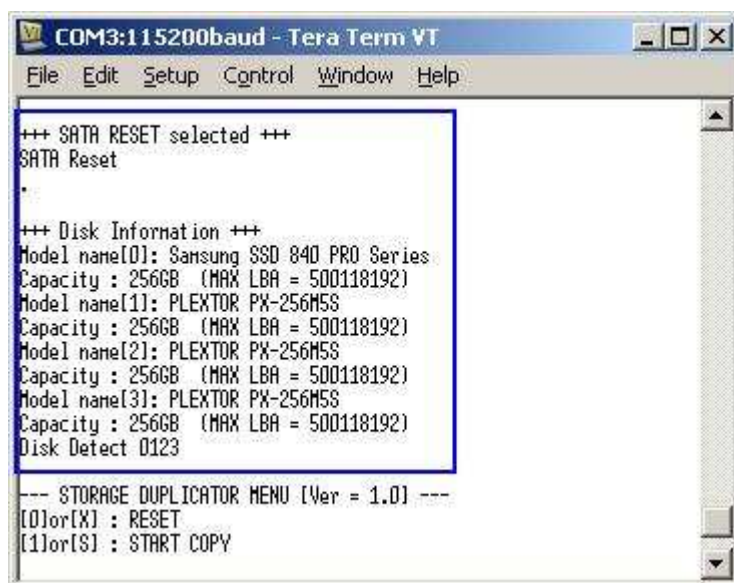 COM3:115200baud - Tera Term VT
File Edit Setup Control Window Help
+++ SATA RESET selected +++
SATA Reset
.
+++ Disk Information +++
Model name[0]: Samsung SSD 840 PRO Series
Capacity : 256GB (MAX LBA = 500118192)
Model name[1]: PLEXTOR PX-256M5S
Capacity : 256GB (MAX LBA = 500118192)
Model name[2]: PLEXTOR PX-256M5S
Capacity : 256GB (MAX LBA = 500118192)
Model name[3]: PLEXTOR PX-256M5S
Capacity : 256GB (MAX LBA = 500118192)
Disk Detect 0123
--- STORAGE DUPLICATOR MENU [Ver = 1.0] ---
[0]or[X] : RESET
[1]or[S] : START COPY